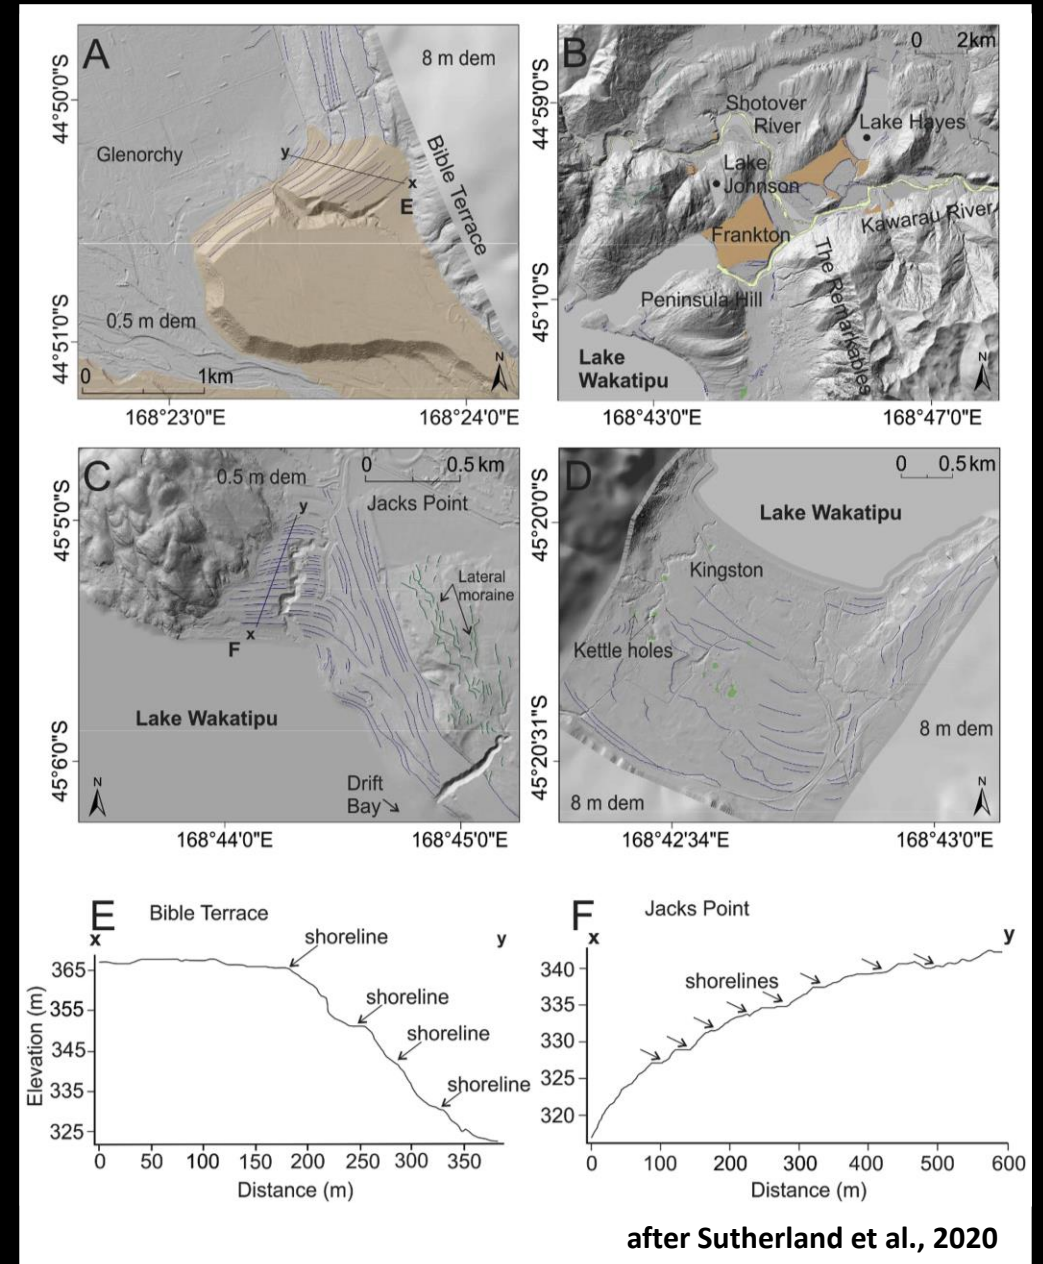 A
8 m dem
44°50'0"S
Glenorchy
y
x
E
Bible Terrace
0.5 m dem
44°51'0"S
0
1km
N
168°23'0"E
168°24'0"E
B
0
2km
44°59'0"S
Shotover
River
Lake Hayes
Lake
Johnson
Frankton
Kawarau River
The Remarkables
45°1'0"S
Peninsula Hill
Lake
Wakatipu
N
168°43'0"E
168°47'0"E
C
0.5 m dem
0
0.5 km
Jacks Point
45°5'0"S
y
Lateral
moraine
x
F
Lake Wakatipu
45°6'0"S
N
Drift
Bay
168°44'0"E
168°45'0"E
D
0
0.5 km
45°20'0"S
Lake Wakatipu
Kingston
Kettle holes
8 m dem
45°20'31"S
8 m dem
N
168°42'34"E
168°43'0"E
E
Bible Terrace
x
y
shoreline
shoreline
shoreline
shoreline
Elevation (m)
365
355
345
335
325
0 50 100 150 200 250 300 350
Distance (m)
F
Jacks Point
x
y
shorelines
340
335
330
325
320
0 100 200 300 400 500 600
Distance (m)
after Sutherland et al., 2020